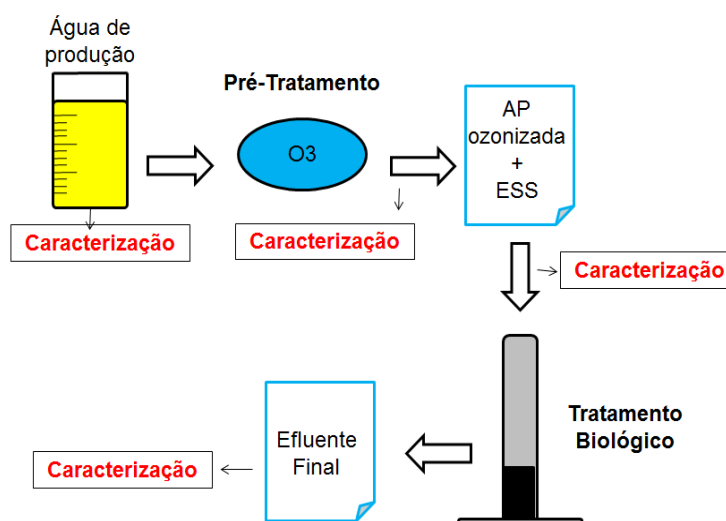 Água de
produção
Pré-Tratamento
O3
AP
ozonizada
+
ESS
Caracterização
Caracterização
Caracterização
Tratamento
Biológico
Efluente
Final
Caracterização